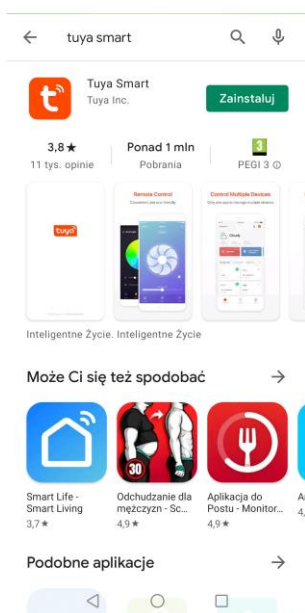 tuya smart
Tuya Smart
Tuya Inc.
Zainstaluj
3,8★
11 tys. opinie
Ponad 1 mln
Pobrania
3
PEGI 3
tuya
Remote Control
Control Multiple Devices
Inteligentne Życie. Inteligentne Życie
Może Ci się też spodobać
30
Smart Life -
Smart Living
3,7★
Odchudzanie dla
mężczyzn - Sc...
4,9★
Aplikacja do
Postu - Monitor...
4,9★
Podobne aplikacje